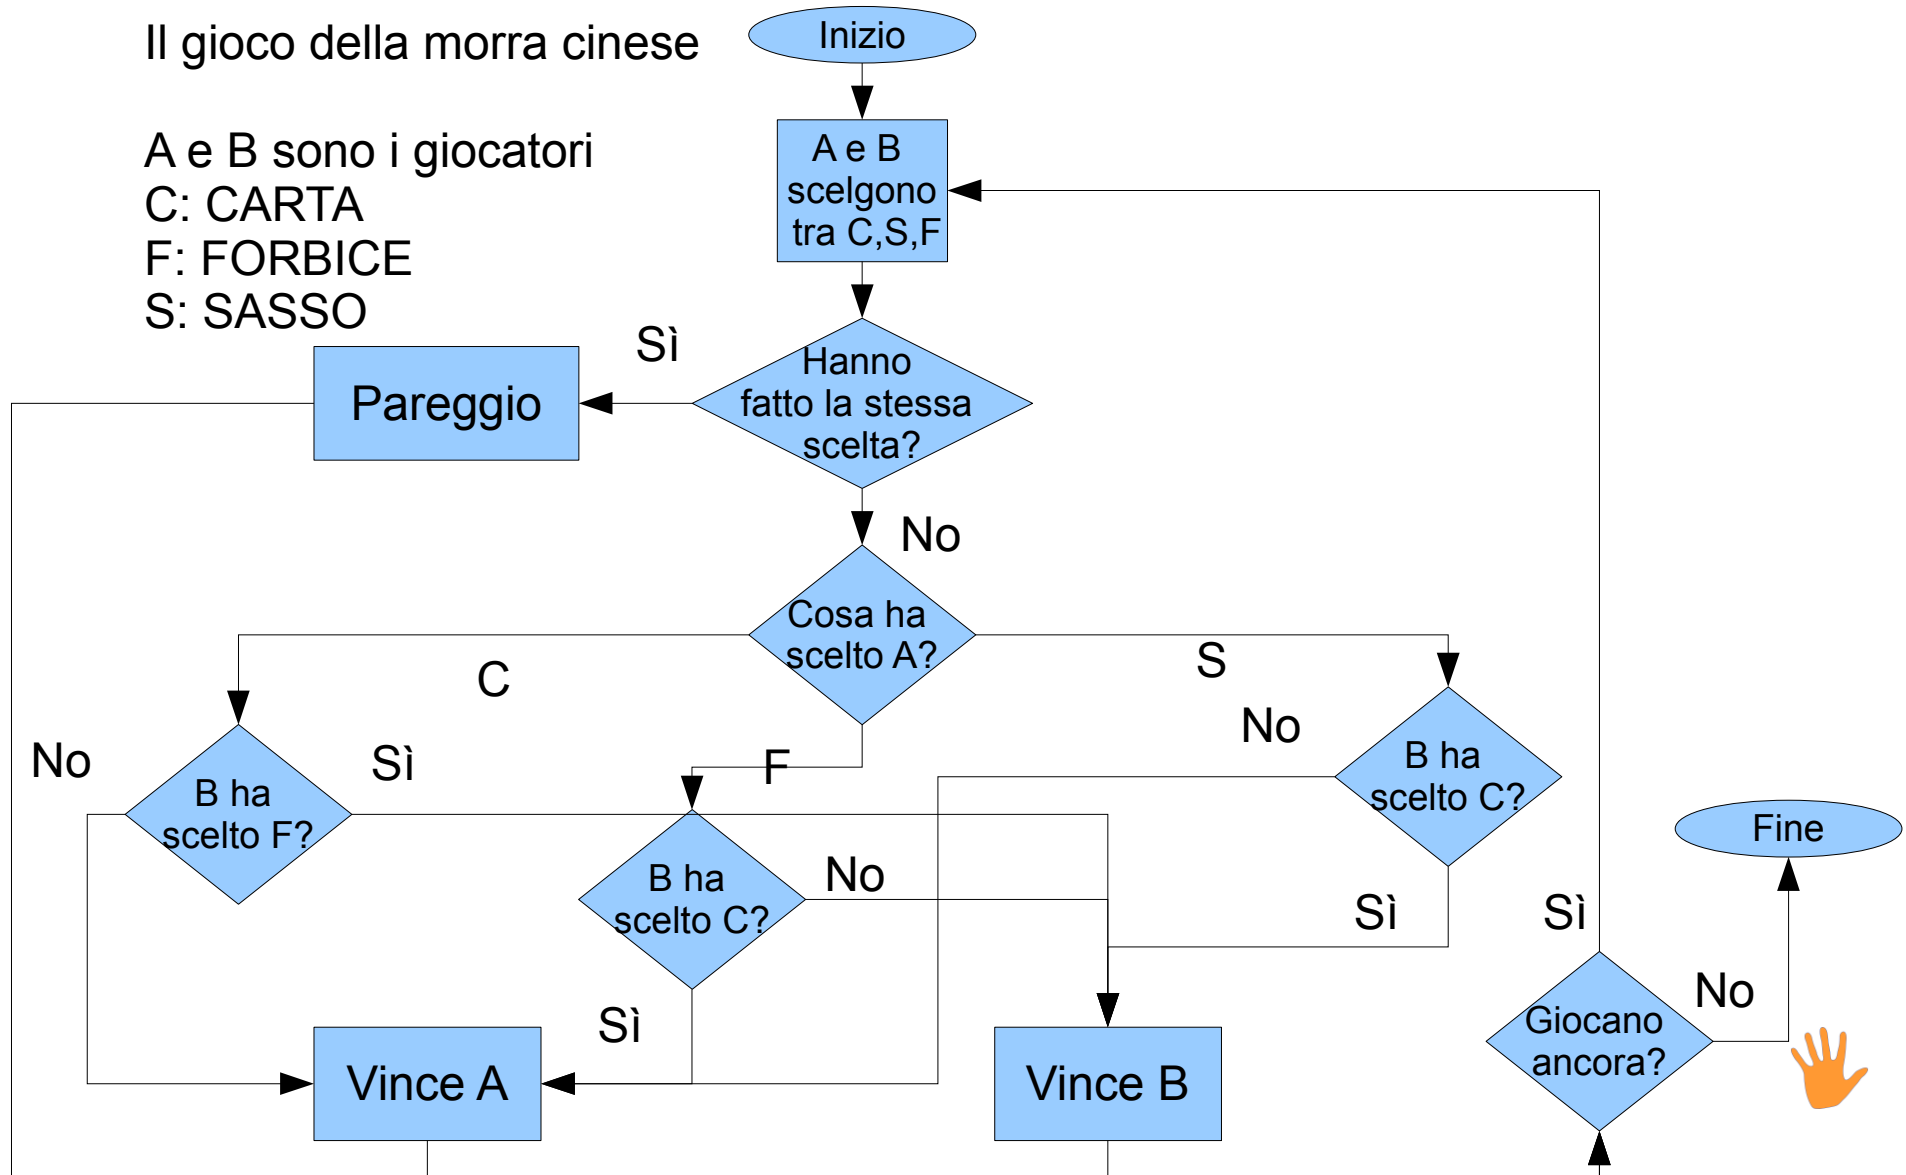 Il gioco della morra cinese
A e B sono i giocatori
C: CARTA
F: FORBICE
S: SASSO
Inizio
A e B
scelgono
tra C,S,F
Hanno
fatto la stessa
scelta?
Sì
Pareggio
No
Cosa ha
scelto A?
C
F
S
No
B ha
scelto F?
Sì
B ha
scelto C?
No
Sì
No
B ha
scelto C?
Sì
Vince A
Vince B
Giocano
ancora?
Sì
No
Fine